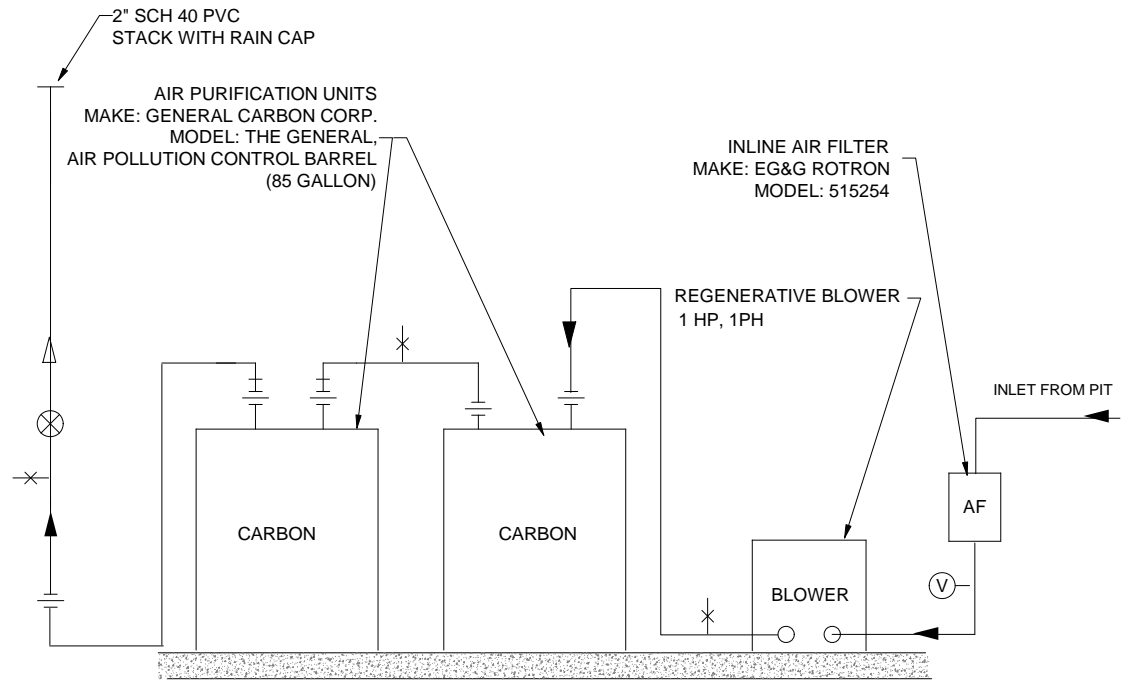 2" SCH 40 PVC
STACK WITH RAIN CAP
AIR PURIFICATION UNITS
MAKE: GENERAL CARBON CORP.
MODEL: THE GENERAL,
AIR POLLUTION CONTROL BARREL
(85 GALLON)
INLINE AIR FILTER
MAKE: EG&G ROTRON
MODEL: 515254
REGENERATIVE BLOWER
1 HP, 1PH
INLET FROM PIT
AF
CARBON
CARBON
V
BLOWER